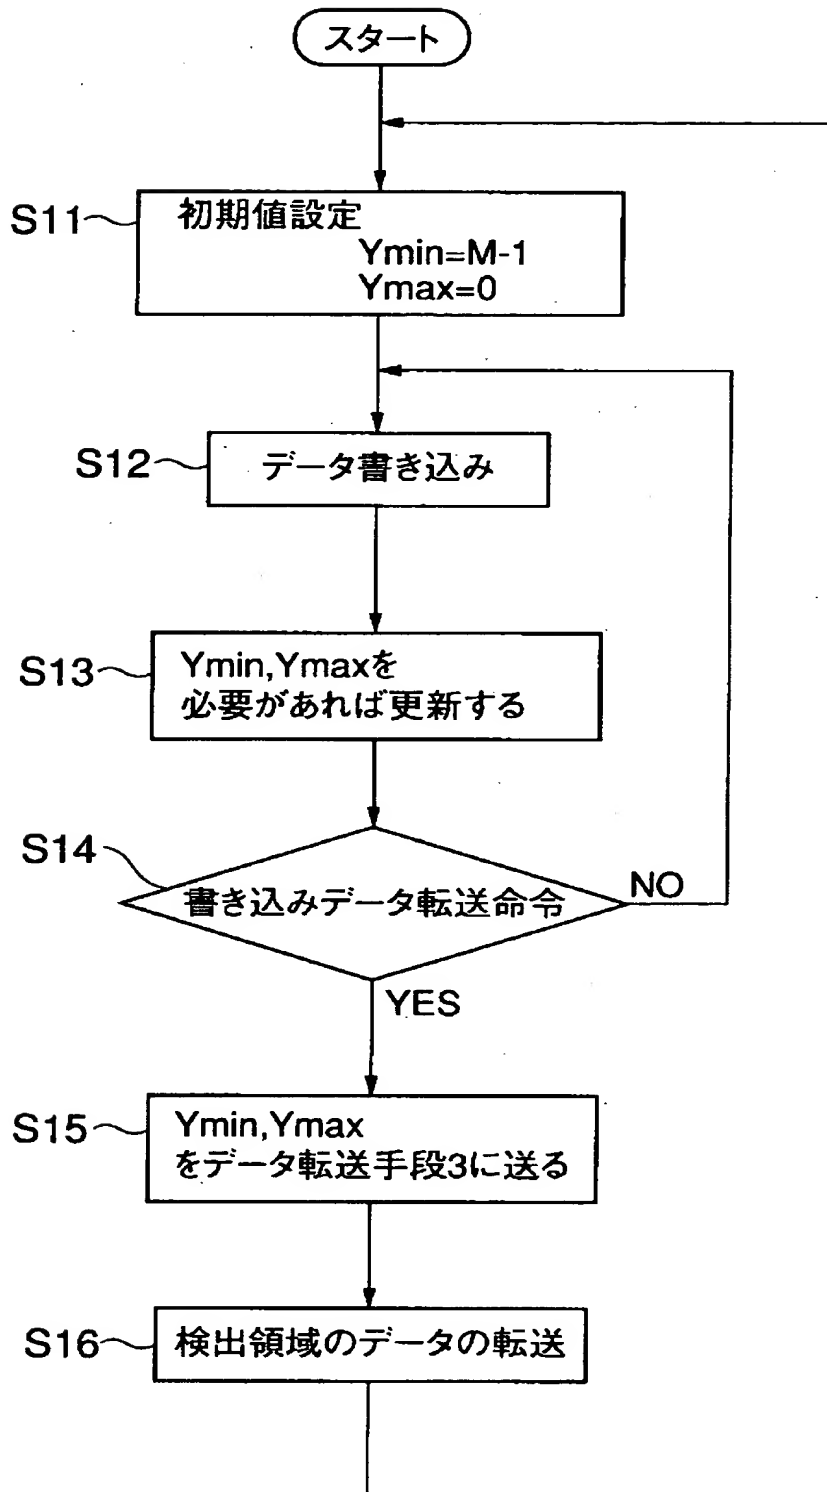 スタート
S11
初期値設定
Ymin=M-1
Ymax=0
S12
データ書き込み
S13
Ymin,Ymaxを
必要があれば更新する
S14
書き込みデータ転送命令
NO
YES
S15
Ymin,Ymax
をデータ転送手段3に送る
S16
検出領域のデータの転送